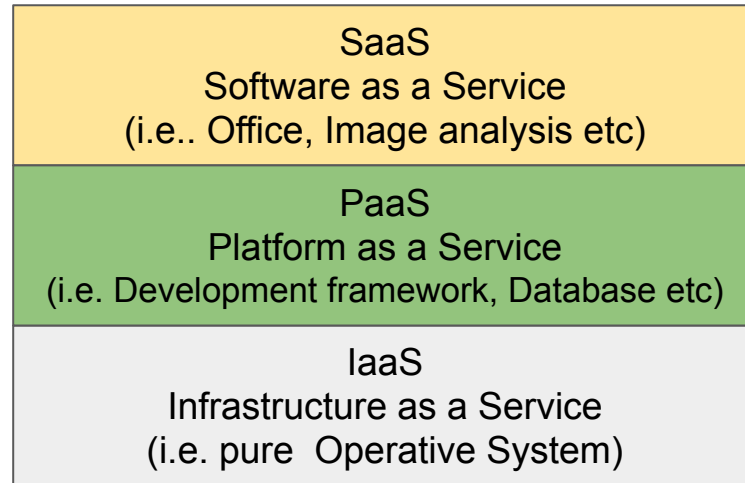 SaaS
Software as a Service
(i.e.. Office, Image analysis etc)
PaaS
Platform as a Service
(i.e. Development framework, Database etc)
IaaS
Infrastructure as a Service
(i.e. pure  Operative System)